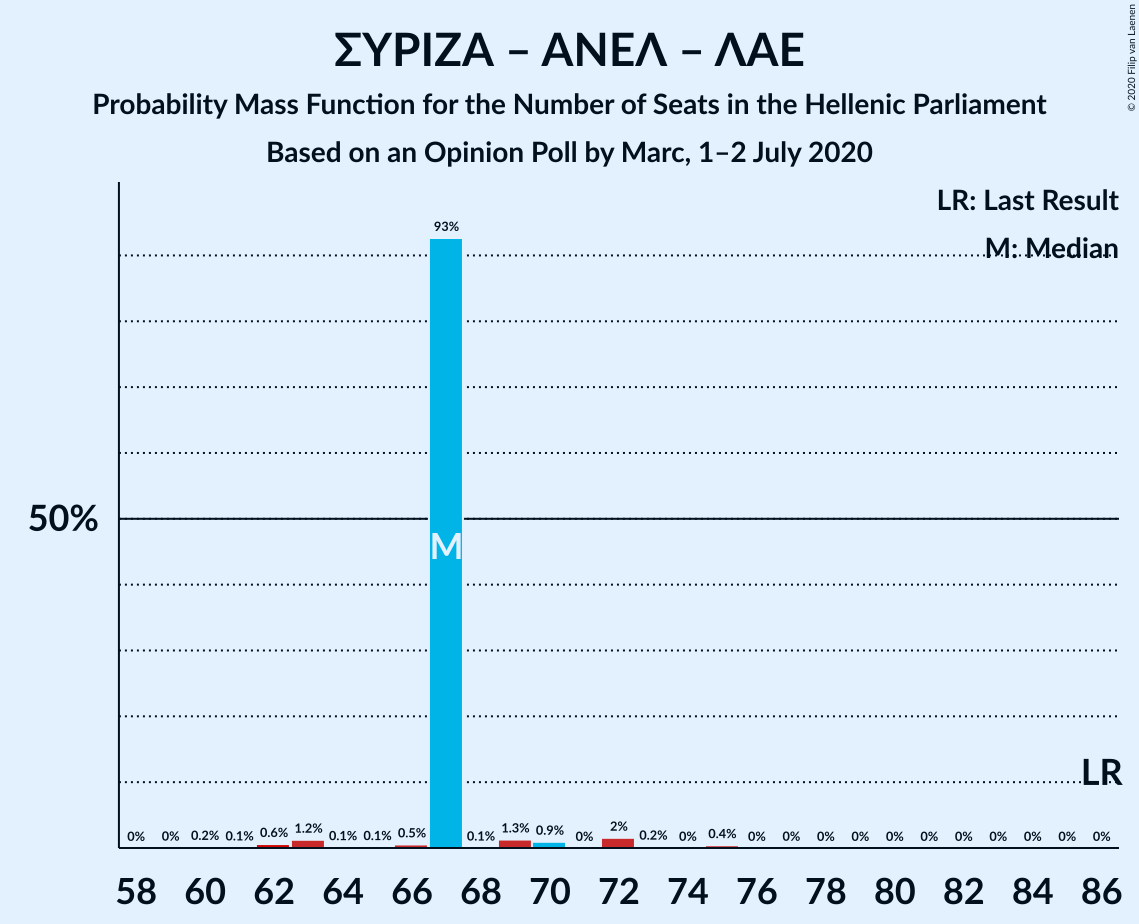 ΣΥΡΙΖΑ – ΑΝΕΛ – ΛΑΕ
Probability Mass Function for the Number of Seats in the Hellenic Parliament
Based on an Opinion Poll by Marc, 1–2 July 2020
© 2020 Filip van Laenen
LR: Last Result
M: Median
93%
50%
M
LR
0% 0% 0.2% 0.1% 0.6% 1.2% 0.1% 0.1% 0.5% 0.1% 1.3% 0.9% 0% 2% 0.2% 0% 0.4% 0% 0% 0% 0% 0% 0% 0% 0% 0% 0% 0%
58 60 62 64 66 68 70 72 74 76 78 80 82 84 86